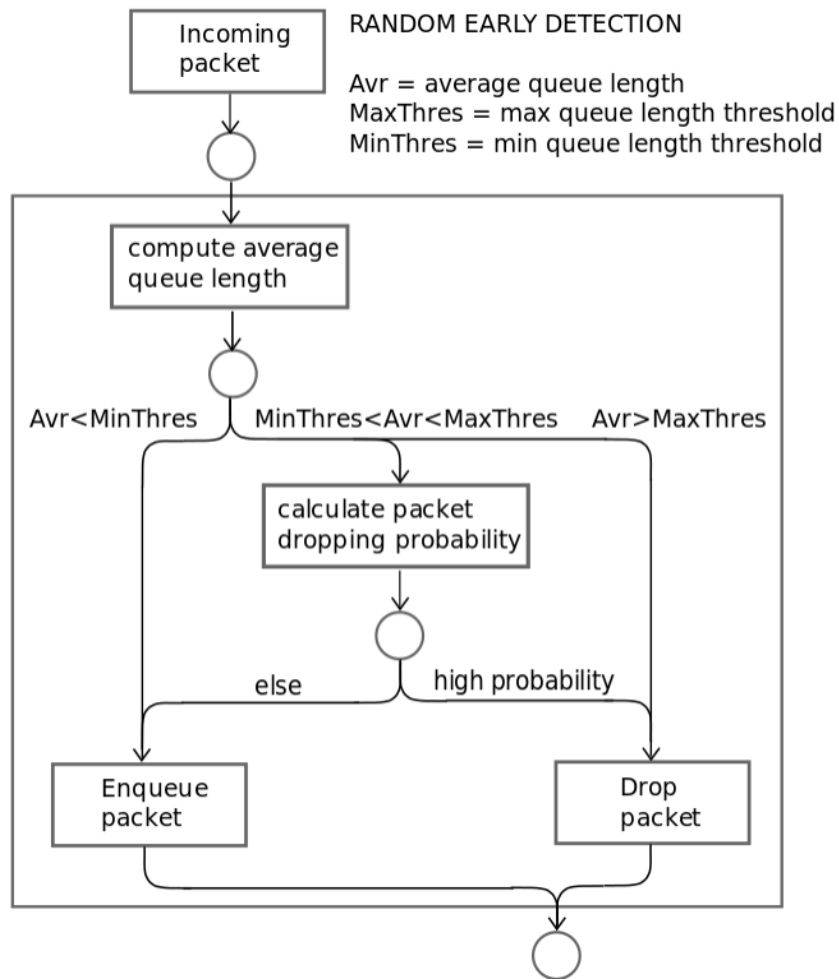 Incoming
packet
RANDOM EARLY DETECTION
Avr = average queue length
MaxThres = max queue length threshold
MinThres = min queue length threshold
compute average
queue length
Avr<MinThres
MinThres<Avr<MaxThres
Avr>MaxThres
calculate packet
dropping probability
else
high probability
Enqueue
packet
Drop
packet